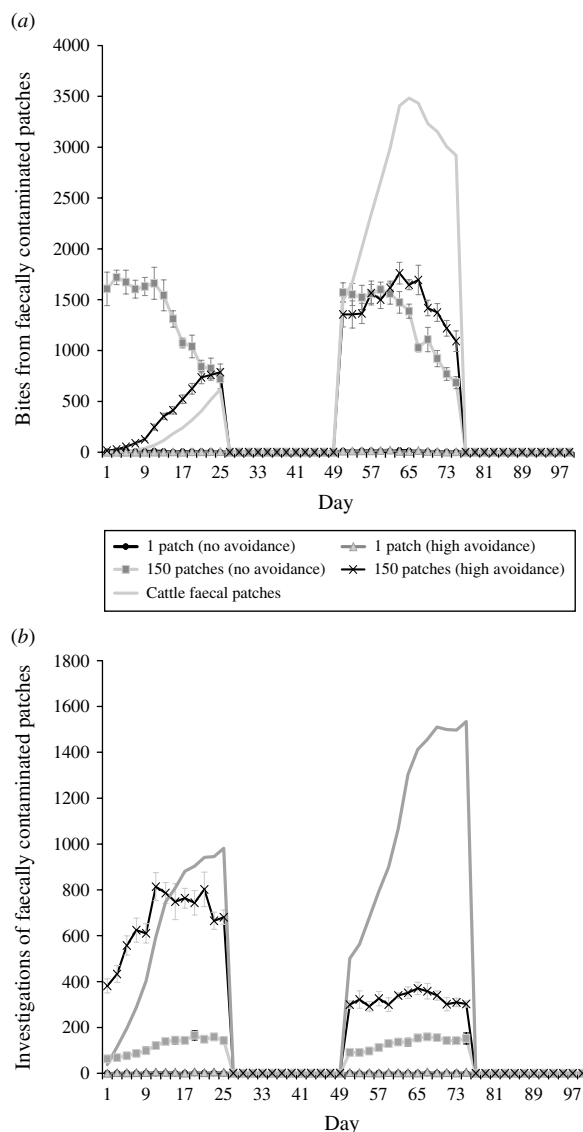 (a)
4000
3500
3000
2500
2000
1500
1000
500
0
Bites from faecally contaminated patches
1 9 17 25 33 41 49 57 65 73 81 89 97
Day
1 patch (no avoidance) 1 patch (high avoidance)
150 patches (no avoidance) 150 patches (high avoidance)
Cattle faecal patches
(b)
1800
1600
1400
1200
1000
800
600
400
200
0
Investigations of faecally contaminated patches
1 9 17 25 33 41 49 57 65 73 81 89 97
Day